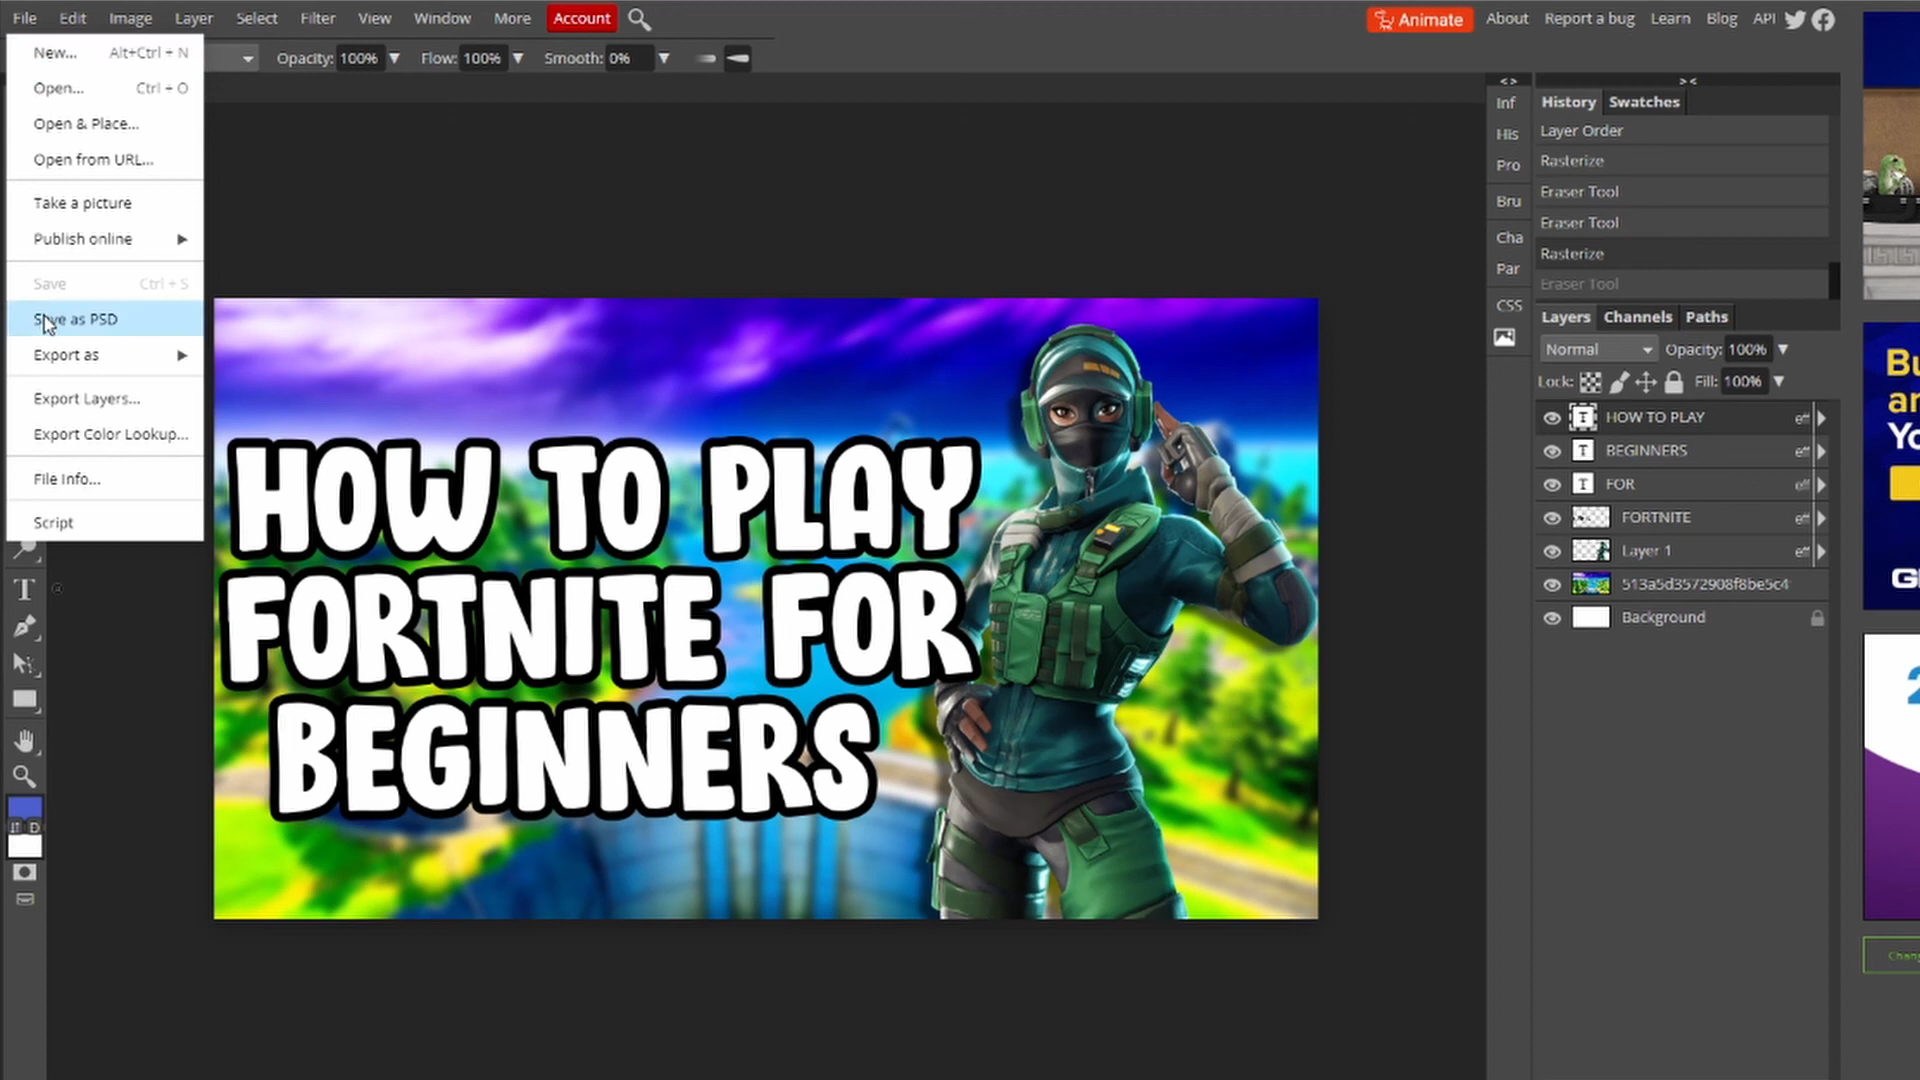 File Edit Image Layer Select Filter View Window More Account Animate About Report a bug Learn Blog API
Opacity: 100% Flow: 100% Smooth: 0%
New... Alt+Ctrl + N
Open... Ctrl + O
Open & Place...
Open from URL...
Take a picture
Publish online
Save Ctrl + S
Save as PSD
Export as
Export Layers...
Export Color Lookup...
File Info...
Script
HOW TO PLAY
FORTNITE FOR
BEGINNERS
Inf
His
Pro
Bru
Cha
Par
CSS
History Swatches
Layer Order
Rasterize
Eraser Tool
Eraser Tool
Rasterize
Eraser Tool
Layers Channels Paths
Normal Opacity: 100%
Lock: Fill: 100%
HOW TO PLAY eff
BEGINNERS eff
FOR eff
FORTNITE eff
Layer 1 eff
513a5d3572908f8be5c4
Background